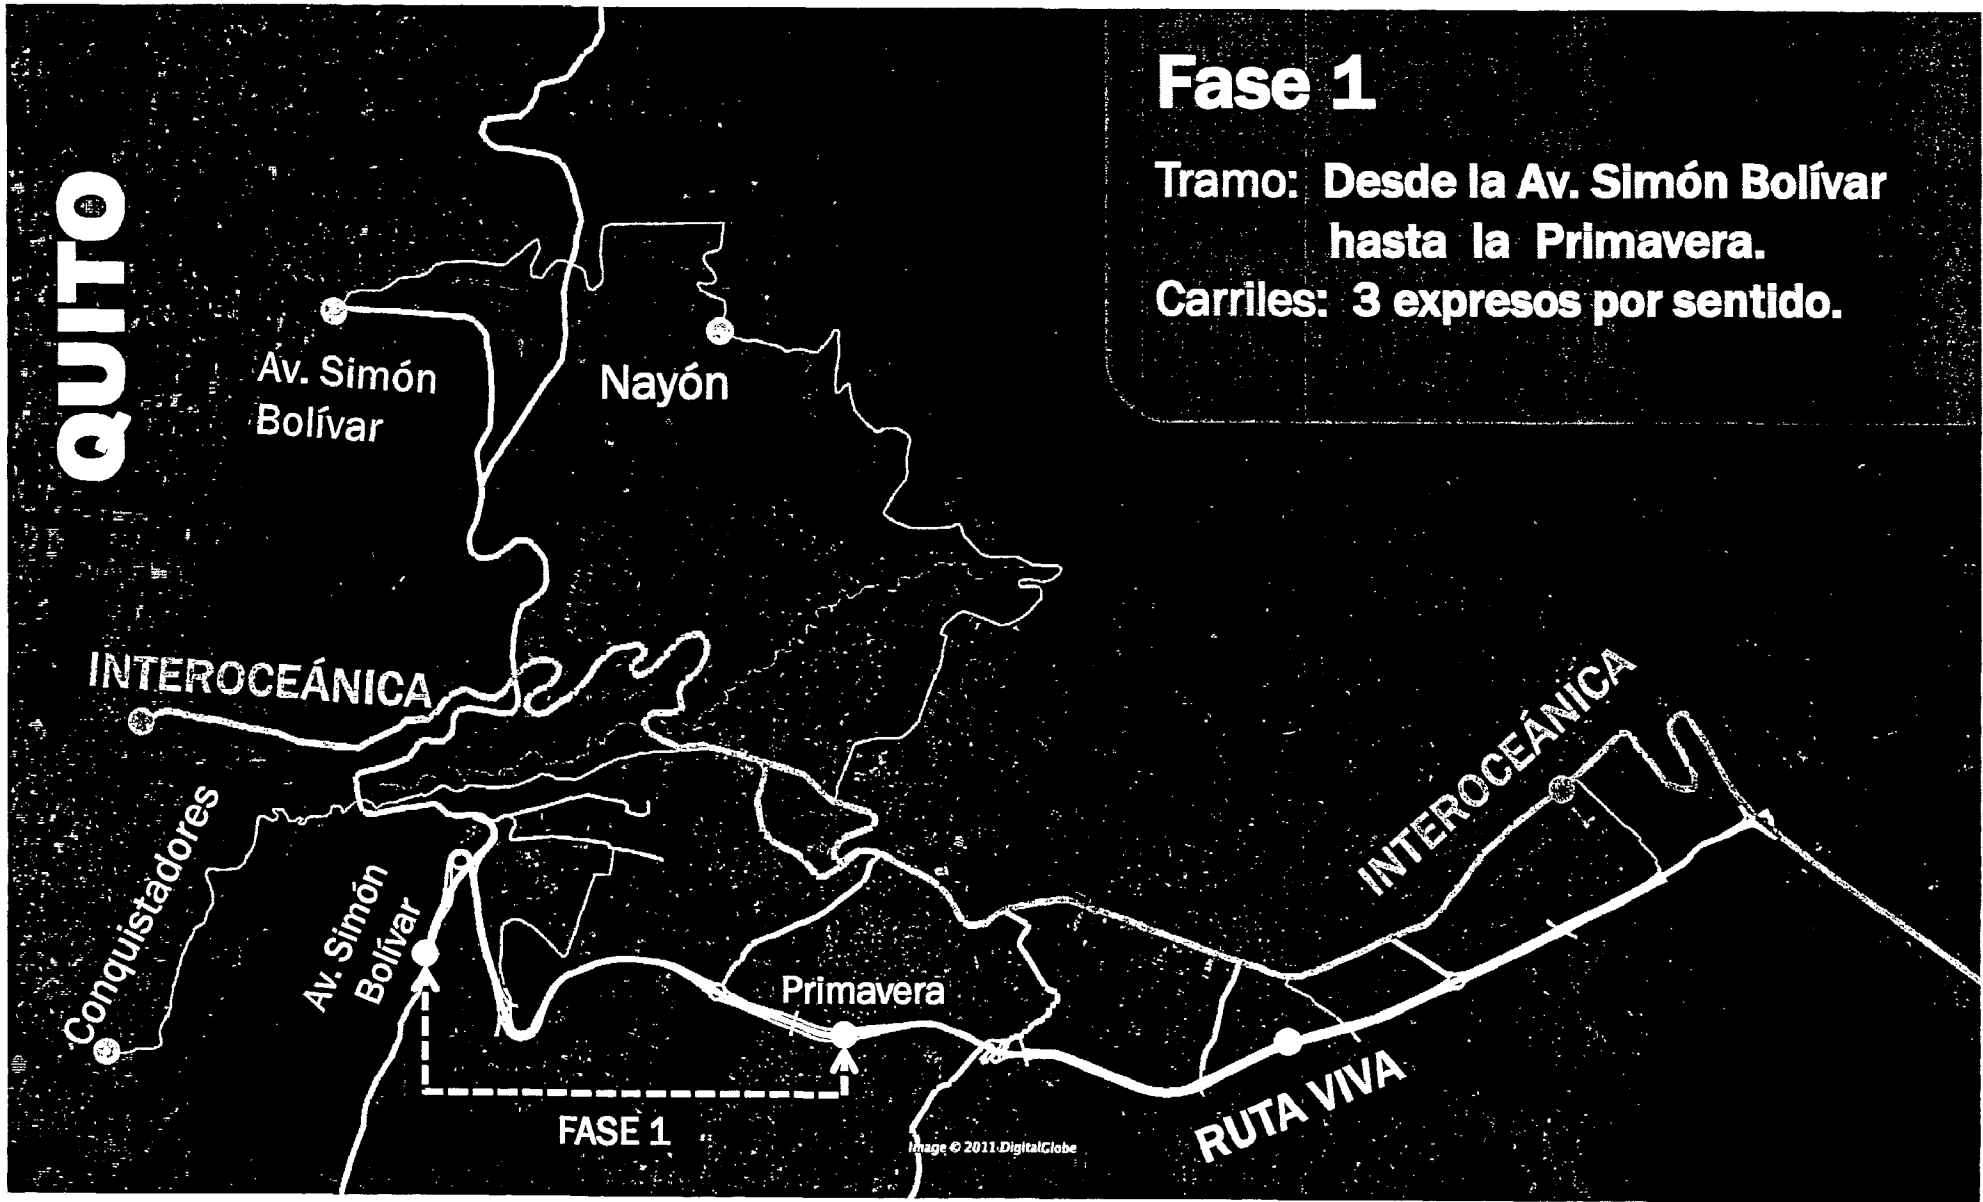 Fase 1
Tramo: Desde la Av. Simón Bolívar
hasta la Primavera.
Carriles: 3 expresos por sentido.
QUITO
Av. Simón
Bolívar
Nayón
INTEROCEÁNICA
Conquistadores
Av. Simón
Bolívar
Primavera
FASE 1
INTEROCEÁNICA
RUTA VIVA
Image © 2011 DigitalGlobe